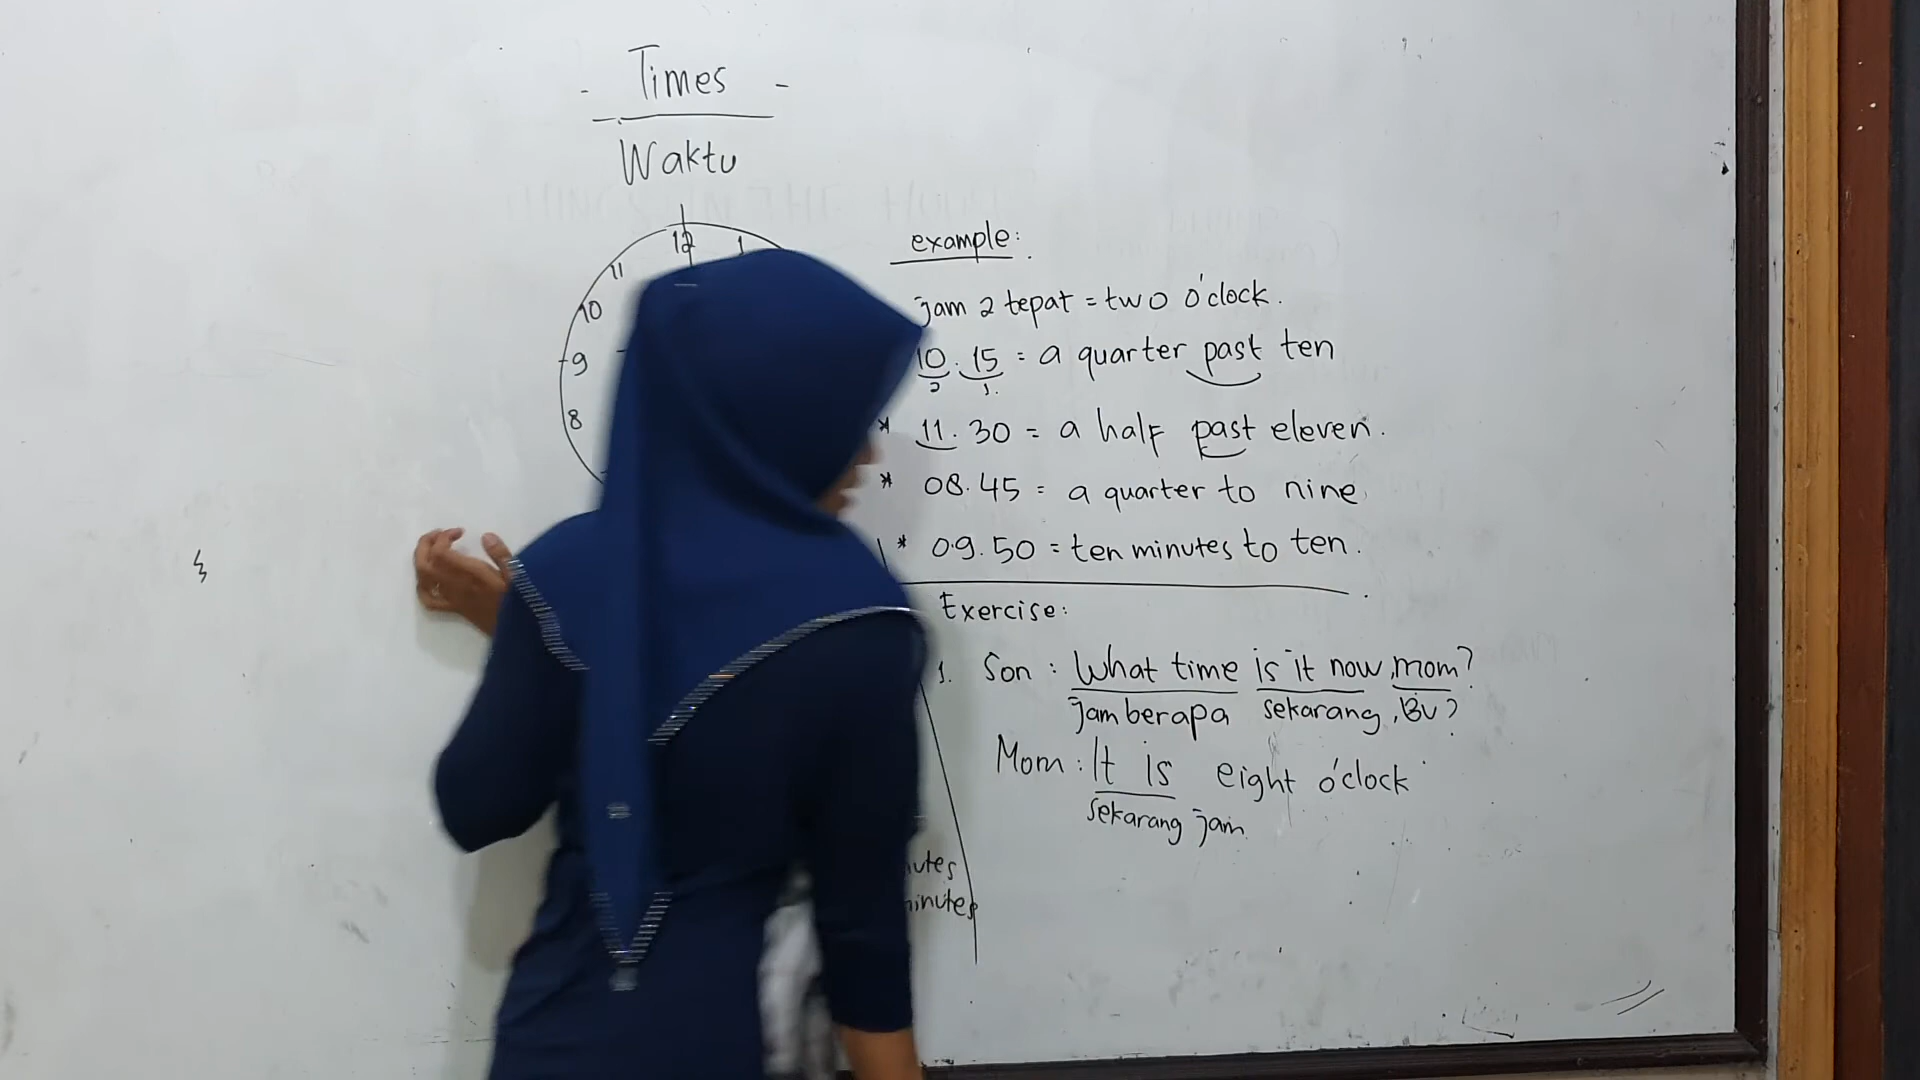 - Times -
Waktu
12
1
11
10
9
8
example:
jam 2 tepat = two o'clock.
10.15 = a quarter past ten
2 1.
* 11.30 = a half past eleven.
* 08.45 = a quarter to nine
* 09.50 = ten minutes to ten.
Exercise:
1. Son : What time is it now, mom?
jam berapa sekarang, Bu?
Mom : It is eight o'clock
sekarang jam